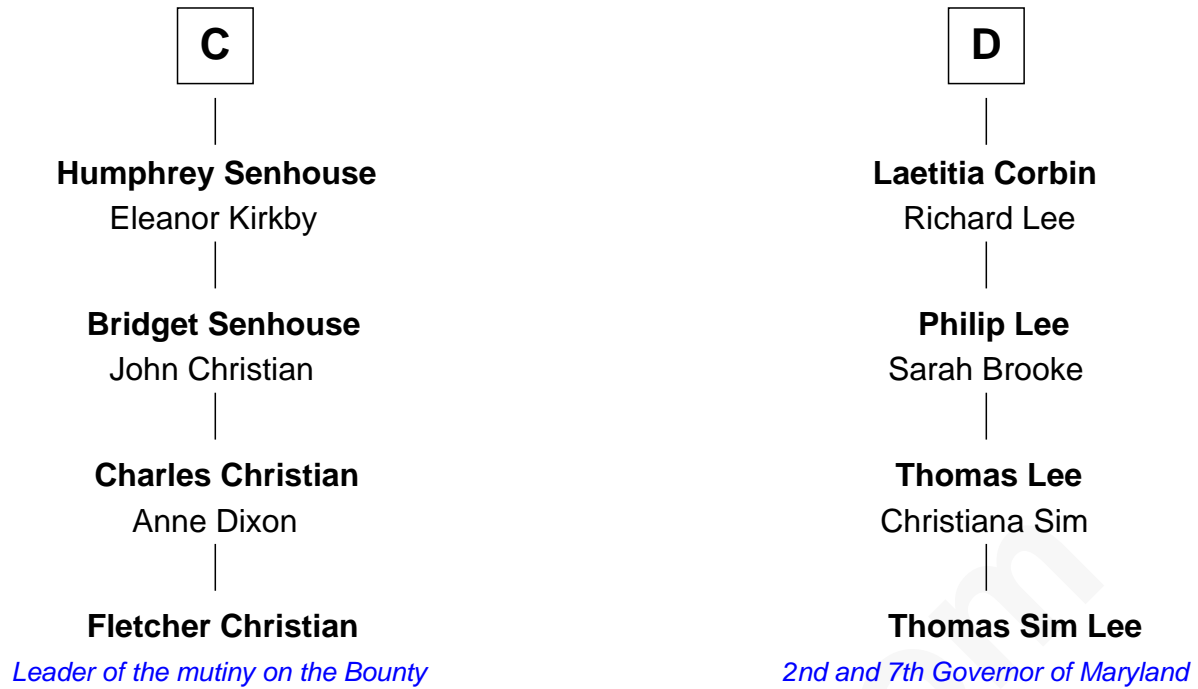 C
Humphrey Senhouse
Eleanor Kirkby
Bridget Senhouse
John Christian
Charles Christian
Anne Dixon
Fletcher Christian
Leader of the mutiny on the Bounty
D
Laetitia Corbin
Richard Lee
Philip Lee
Sarah Brooke
Thomas Lee
Christiana Sim
Thomas Sim Lee
2nd and 7th Governor of Maryland